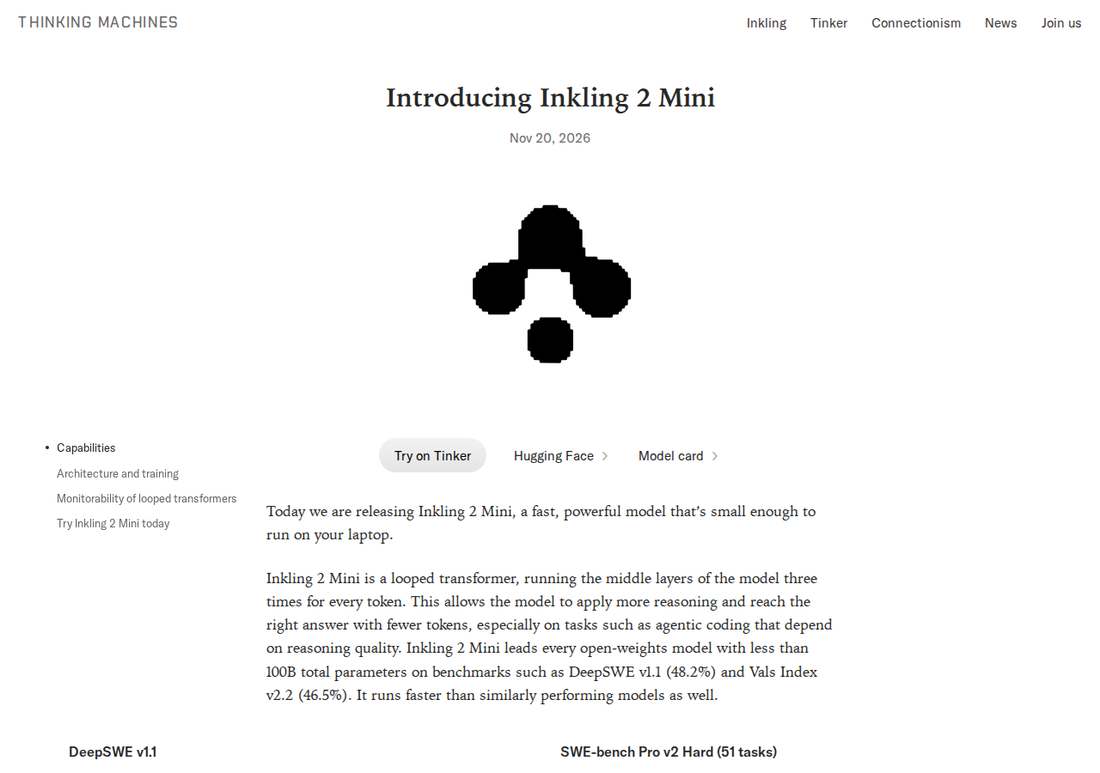 THINKING MACHINES
Inkling
Tinker
Connectionism
News
Join us
Introducing Inkling 2 Mini
Nov 20, 2026
• Capabilities
Architecture and training
Monitorability of looped transformers
Try Inkling 2 Mini today
Try on Tinker
Hugging Face
Model card
Today we are releasing Inkling 2 Mini, a fast, powerful model that’s small enough to
run on your laptop.
Inkling 2 Mini is a looped transformer, running the middle layers of the model three
times for every token. This allows the model to apply more reasoning and reach the
right answer with fewer tokens, especially on tasks such as agentic coding that depend
on reasoning quality. Inkling 2 Mini leads every open-weights model with less than
100B total parameters on benchmarks such as DeepSWE v1.1 (48.2%) and Vals Index
v2.2 (46.5%). It runs faster than similarly performing models as well.
DeepSWE v1.1
SWE-bench Pro v2 Hard (51 tasks)